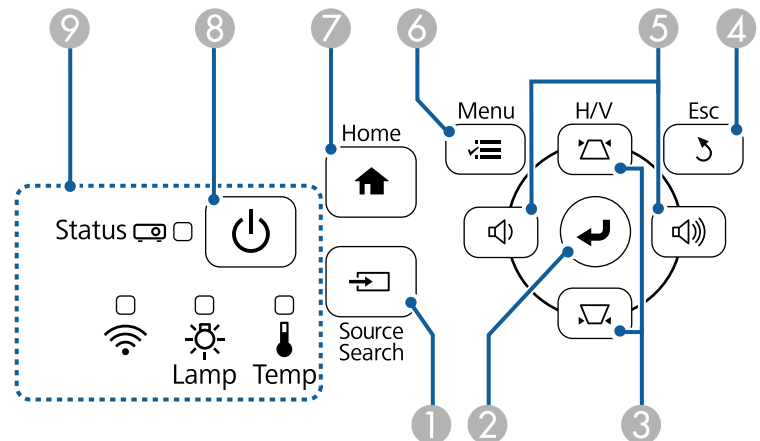 9 8 7 6 5 4
Menu H/V Esc
Home
Status
Source
Search
Lamp Temp
1 2 3